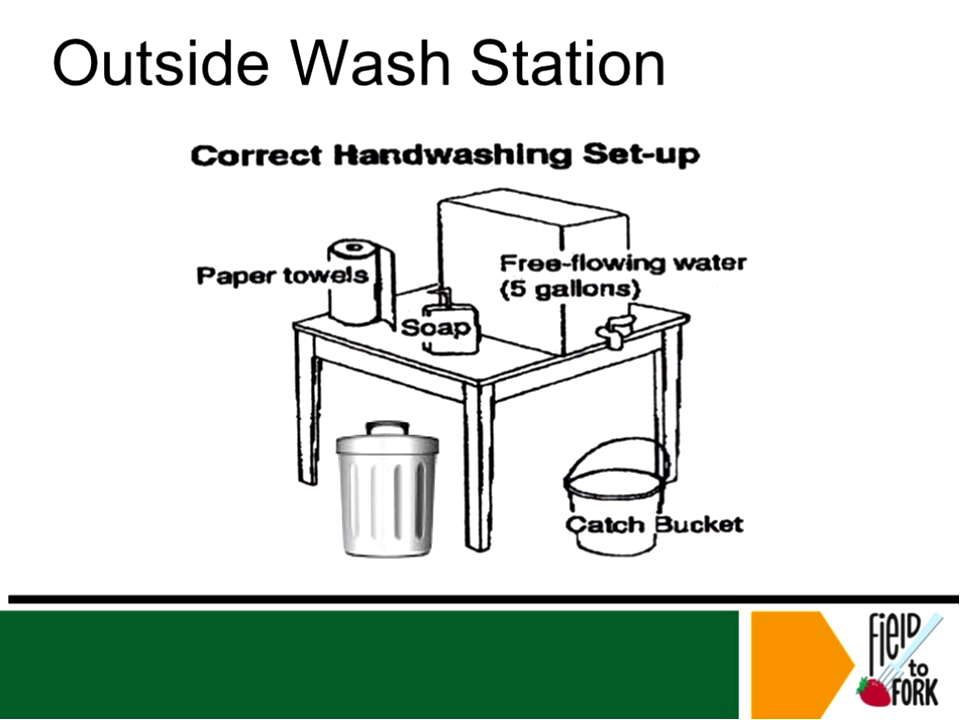 Outside Wash Station
Correct Handwashing Set-up
Paper towels
Free-flowing water
(5 gallons)
Soap
Catch Bucket
FiELD
to
FORK